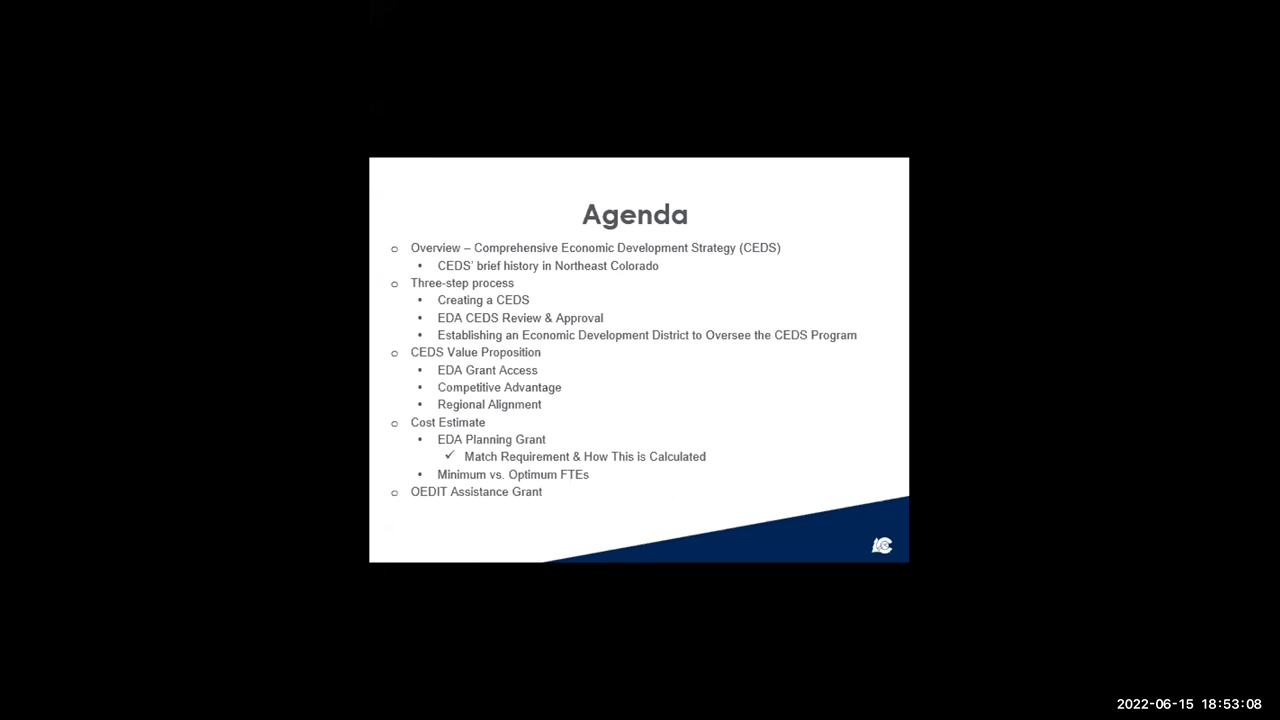 Agenda
o Overview – Comprehensive Economic Development Strategy (CEDS)
• CEDS' brief history in Northeast Colorado
o Three-step process
• Creating a CEDS
• EDA CEDS Review & Approval
• Establishing an Economic Development District to Oversee the CEDS Program
o CEDS Value Proposition
• EDA Grant Access
• Competitive Advantage
• Regional Alignment
o Cost Estimate
• EDA Planning Grant
✓ Match Requirement & How This is Calculated
• Minimum vs. Optimum FTEs
o OEDIT Assistance Grant
2022-06-15 18:53:08